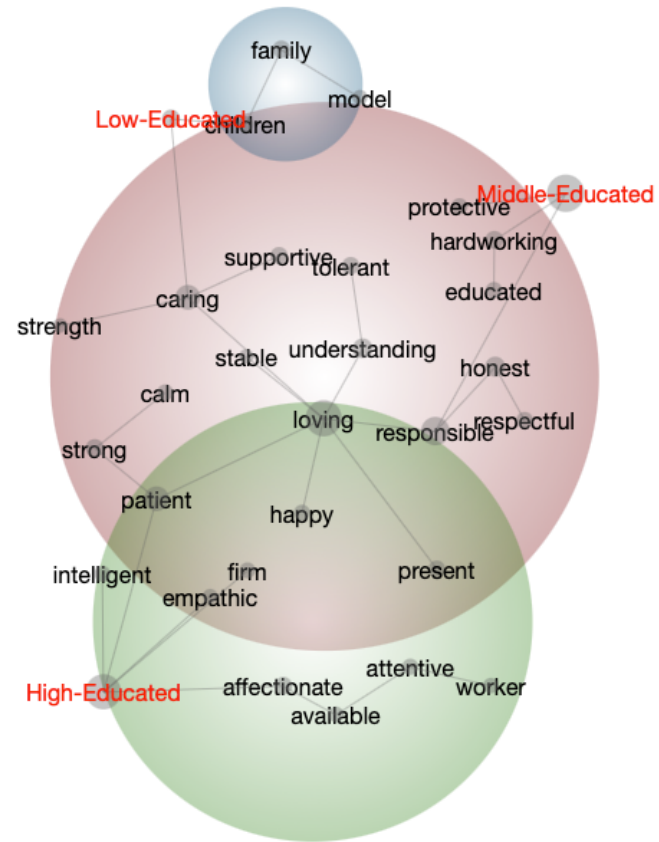 family
model
Low-Educated
children
Middle-Educated
protective
hardworking
supportive
tolerant
educated
caring
strength
stable
understanding
honest
calm
loving
respectful
responsible
strong
patient
happy
intelligent
firm
present
empathic
attentive
High-Educated
affectionate
worker
available